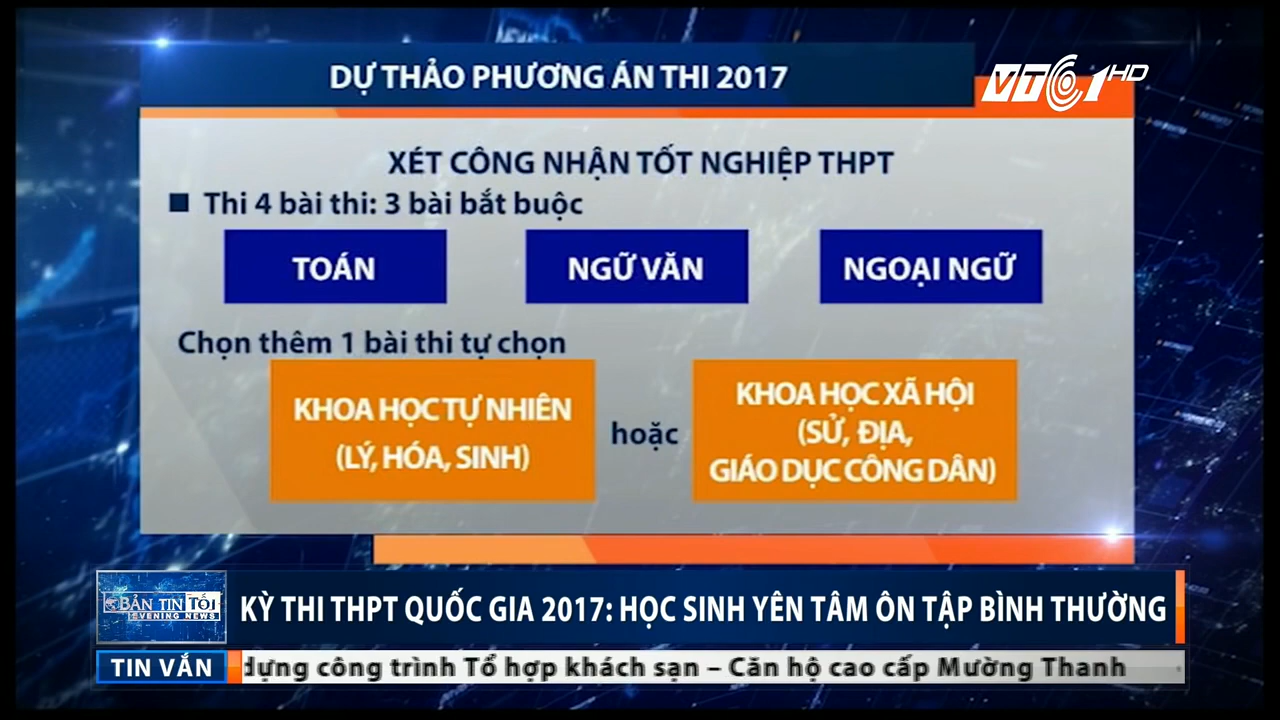 DỰ THẢO PHƯƠNG ÁN THI 2017
VTC1 HD
XÉT CÔNG NHẬN TỐT NGHIỆP THPT
Thi 4 bài thi: 3 bài bắt buộc
TOÁN
NGỮ VĂN
NGOẠI NGỮ
Chọn thêm 1 bài thi tự chọn
KHOA HỌC TỰ NHIÊN
(LÝ, HÓA, SINH)
hoặc
KHOA HỌC XÃ HỘI
(SỬ, ĐỊA,
GIÁO DỤC CÔNG DÂN)
BẢN TIN TỐI
EVENING NEWS
KỲ THI THPT QUỐC GIA 2017: HỌC SINH YÊN TÂM ÔN TẬP BÌNH THƯỜNG
TIN VẮN
dựng công trình Tổ hợp khách sạn – Căn hộ cao cấp Mường Thanh